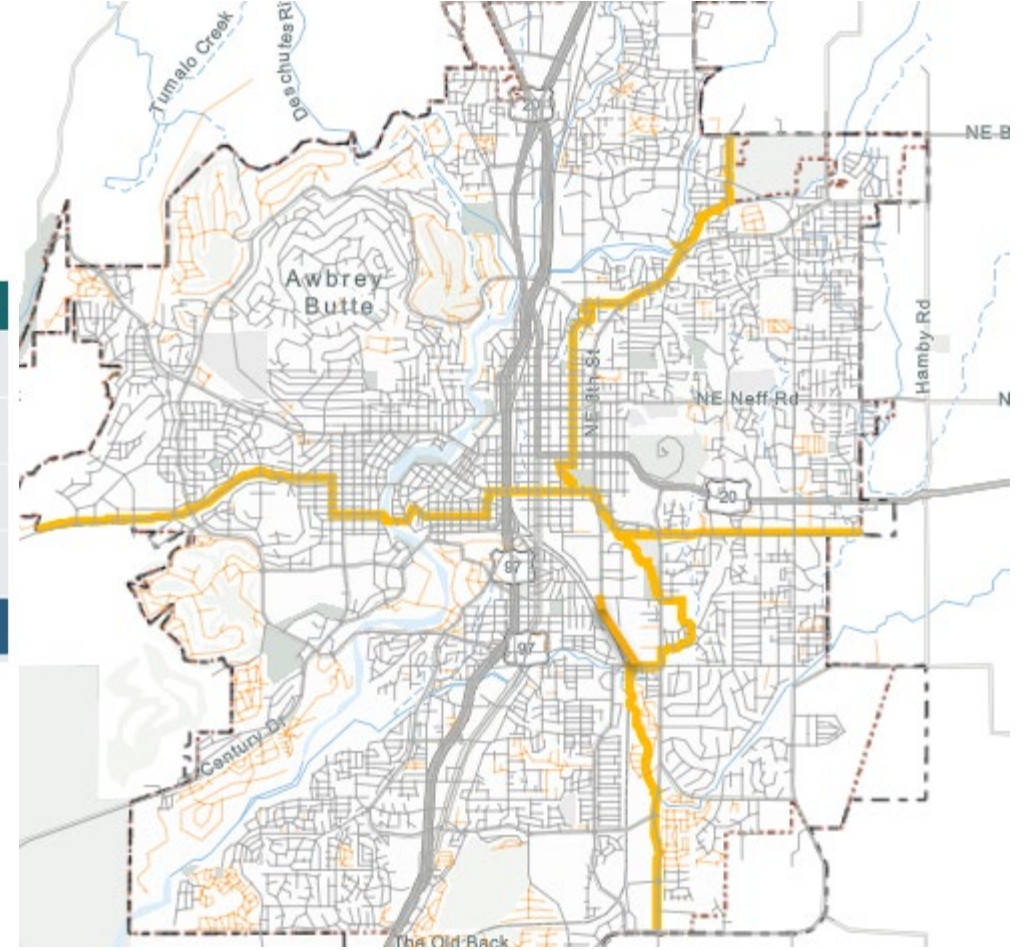 Tumalo Creek
Deschutes Ri
NE B
Awbrey
Butte
Hamby Rd
NE 8th St
NE Neff Rd
N
20
97
97
Century Dr
The Old Back